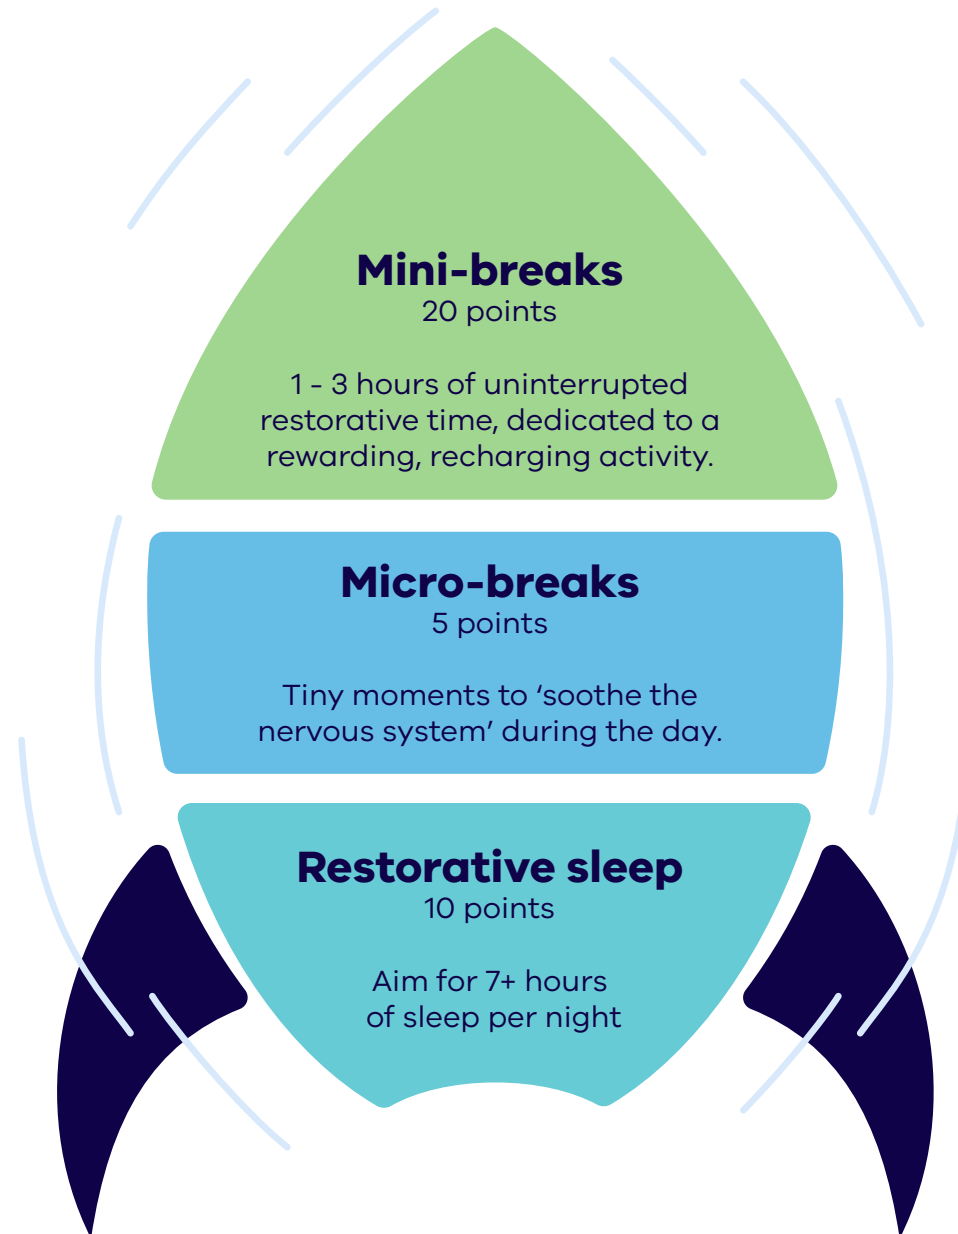 Mini-breaks
20 points
1 - 3 hours of uninterrupted
restorative time, dedicated to a
rewarding, recharging activity.
Micro-breaks
5 points
Tiny moments to ‘soothe the
nervous system’ during the day.
Restorative sleep
10 points
Aim for 7+ hours
of sleep per night